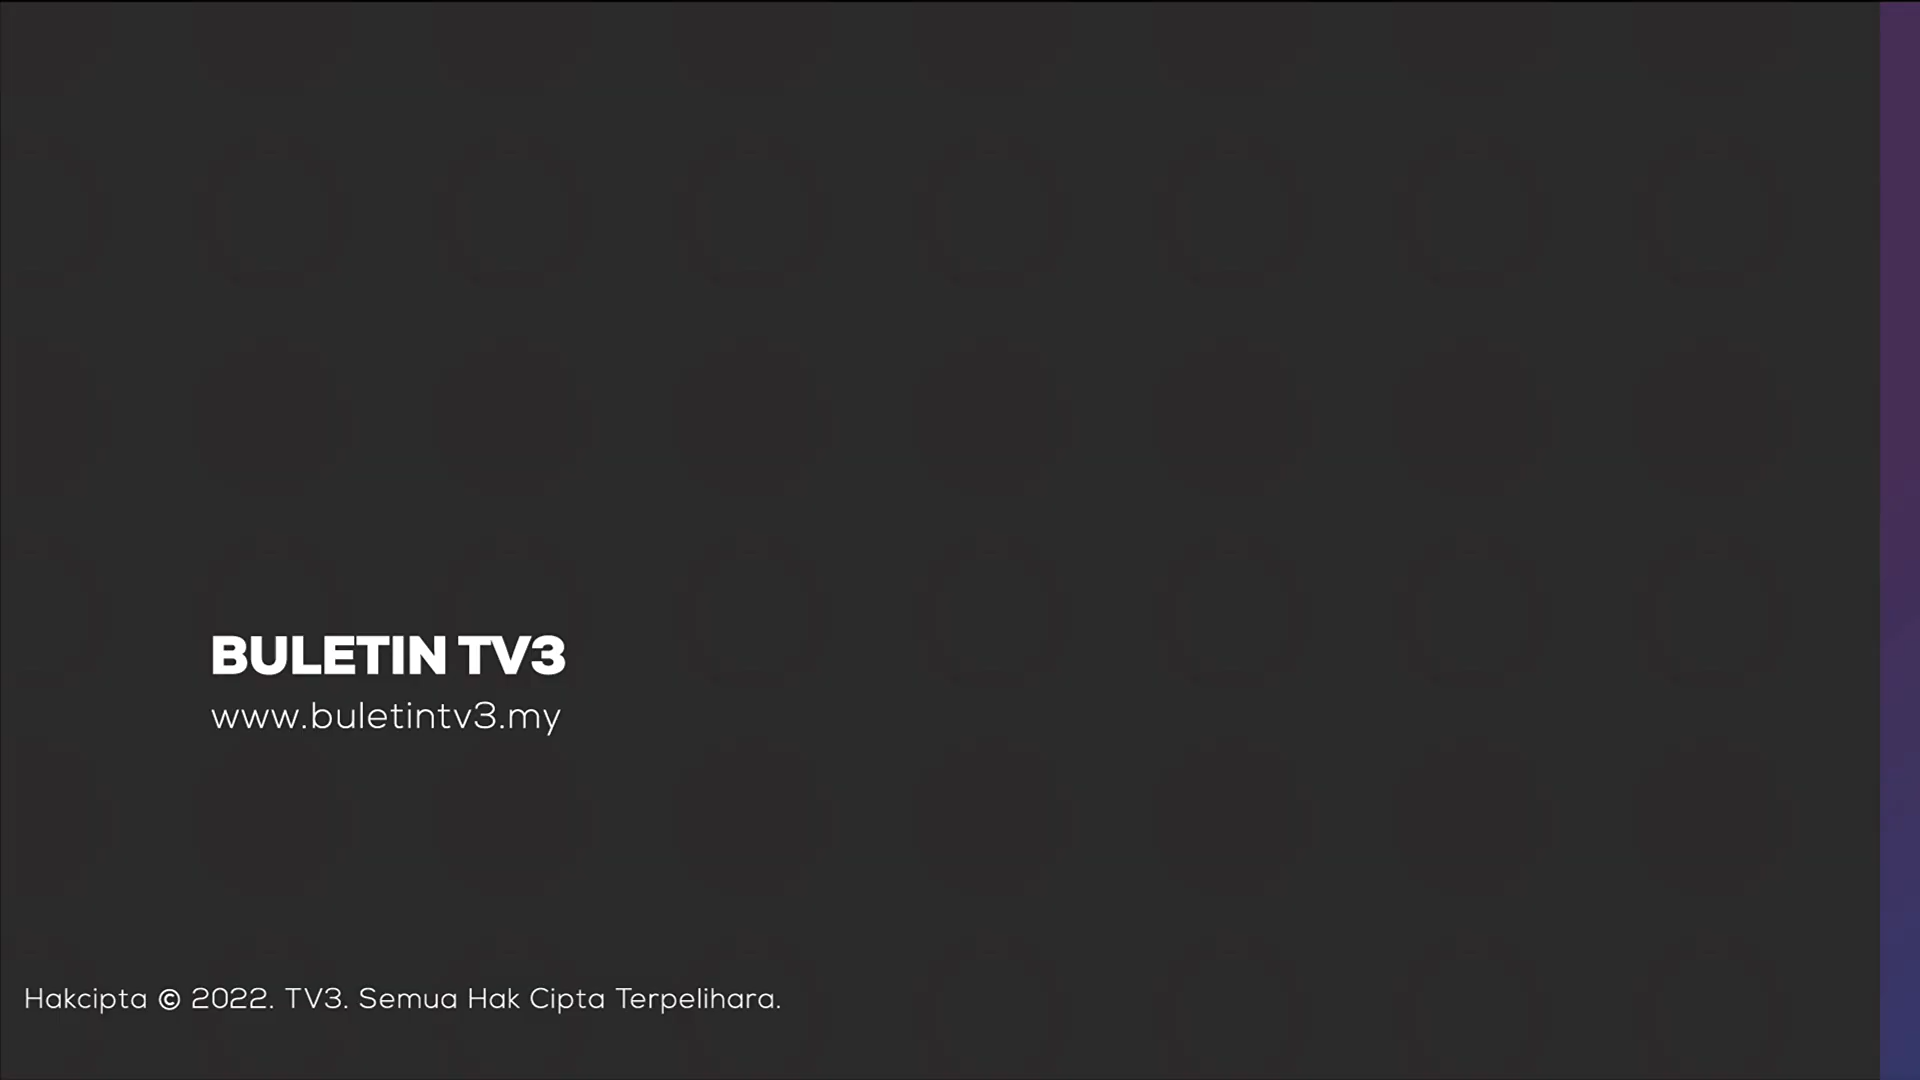 BULETIN TV3
www.buletintv3.my
Hakcipta © 2022. TV3. Semua Hak Cipta Terpelihara.